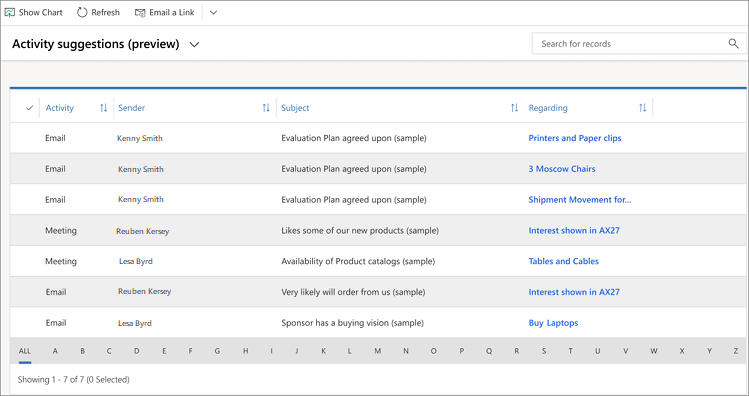 Show Chart Refresh Email a Link
Activity suggestions (preview) Search for records
Activity Sender Subject Regarding
Email Kenny Smith Evaluation Plan agreed upon (sample) Printers and Paper clips
Email Kenny Smith Evaluation Plan agreed upon (sample) 3 Moscow Chairs
Email Kenny Smith Evaluation Plan agreed upon (sample) Shipment Movement for...
Meeting Reuben Kersey Likes some of our new products (sample) Interest shown in AX27
Meeting Lesa Byrd Availability of Product catalogs (sample) Tables and Cables
Email Reuben Kersey Very likely will order from us (sample) Interest shown in AX27
Email Lesa Byrd Sponsor has a buying vision (sample) Buy Laptops
ALL A B C D E F G H I J K L M N O P Q R S T U V W X Y Z
Showing 1 - 7 of 7 (0 Selected)